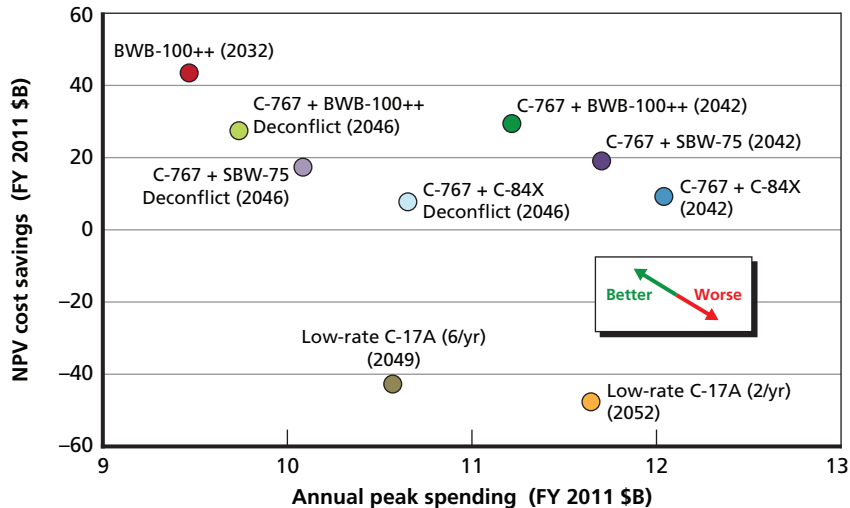 NPV cost savings (FY 2011 $B)
60
40
20
0
−20
−40
−60
BWB-100++ (2032)
C-767 + BWB-100++
Deconflict (2046)
C-767 + BWB-100++ (2042)
C-767 + SBW-75 (2042)
C-767 + SBW-75
Deconflict (2046)
C-767 + C-84X
Deconflict (2046)
C-767 + C-84X
(2042)
Better
Worse
Low-rate C-17A (6/yr)
(2049)
Low-rate C-17A (2/yr)
(2052)
9
10
11
12
13
Annual peak spending (FY 2011 $B)